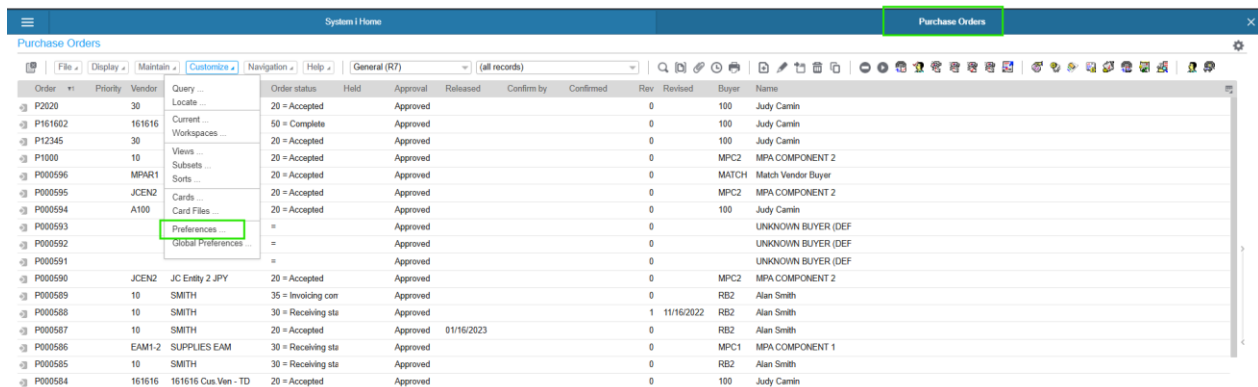 System i Home Purchase Orders
Purchase Orders
File Display Maintain Customize Navigation Help General (R7) (all records)
Order Priority Vendor Order status Held Approval Released Confirm by Confirmed Rev Revised Buyer Name
Query ...
Locate ...
Current ...
Workspaces ...
Views ...
Subsets ...
Sorts ...
Cards ...
Card Files ...
Preferences ...
Global Preferences ...
P2020 30 20 = Accepted Approved 0 100 Judy Camin
P161602 161616 50 = Complete Approved 0 100 Judy Camin
P12345 30 20 = Accepted Approved 0 100 Judy Camin
P1000 10 20 = Accepted Approved 0 MPC2 MPA COMPONENT 2
P000596 MPAR1 20 = Accepted Approved 0 MATCH Match Vendor Buyer
P000595 JCEN2 20 = Accepted Approved 0 MPC2 MPA COMPONENT 2
P000594 A100 20 = Accepted Approved 0 100 Judy Camin
P000593 = Approved 0 UNKNOWN BUYER (DEF
P000592 = Approved 0 UNKNOWN BUYER (DEF
P000591 = Approved 0 UNKNOWN BUYER (DEF
P000590 JCEN2 JC Entity 2 JPY 20 = Accepted Approved 0 MPC2 MPA COMPONENT 2
P000589 10 SMITH 35 = Invoicing com Approved 0 RB2 Alan Smith
P000588 10 SMITH 30 = Receiving sta Approved 1 11/16/2022 RB2 Alan Smith
P000587 10 SMITH 20 = Accepted Approved 01/16/2023 0 RB2 Alan Smith
P000586 EAM1-2 SUPPLIES EAM 30 = Receiving sta Approved 0 MPC1 MPA COMPONENT 1
P000585 10 SMITH 30 = Receiving sta Approved 0 RB2 Alan Smith
P000584 161616 161616 Cus.Ven - TD 20 = Accepted Approved 0 100 Judy Camin